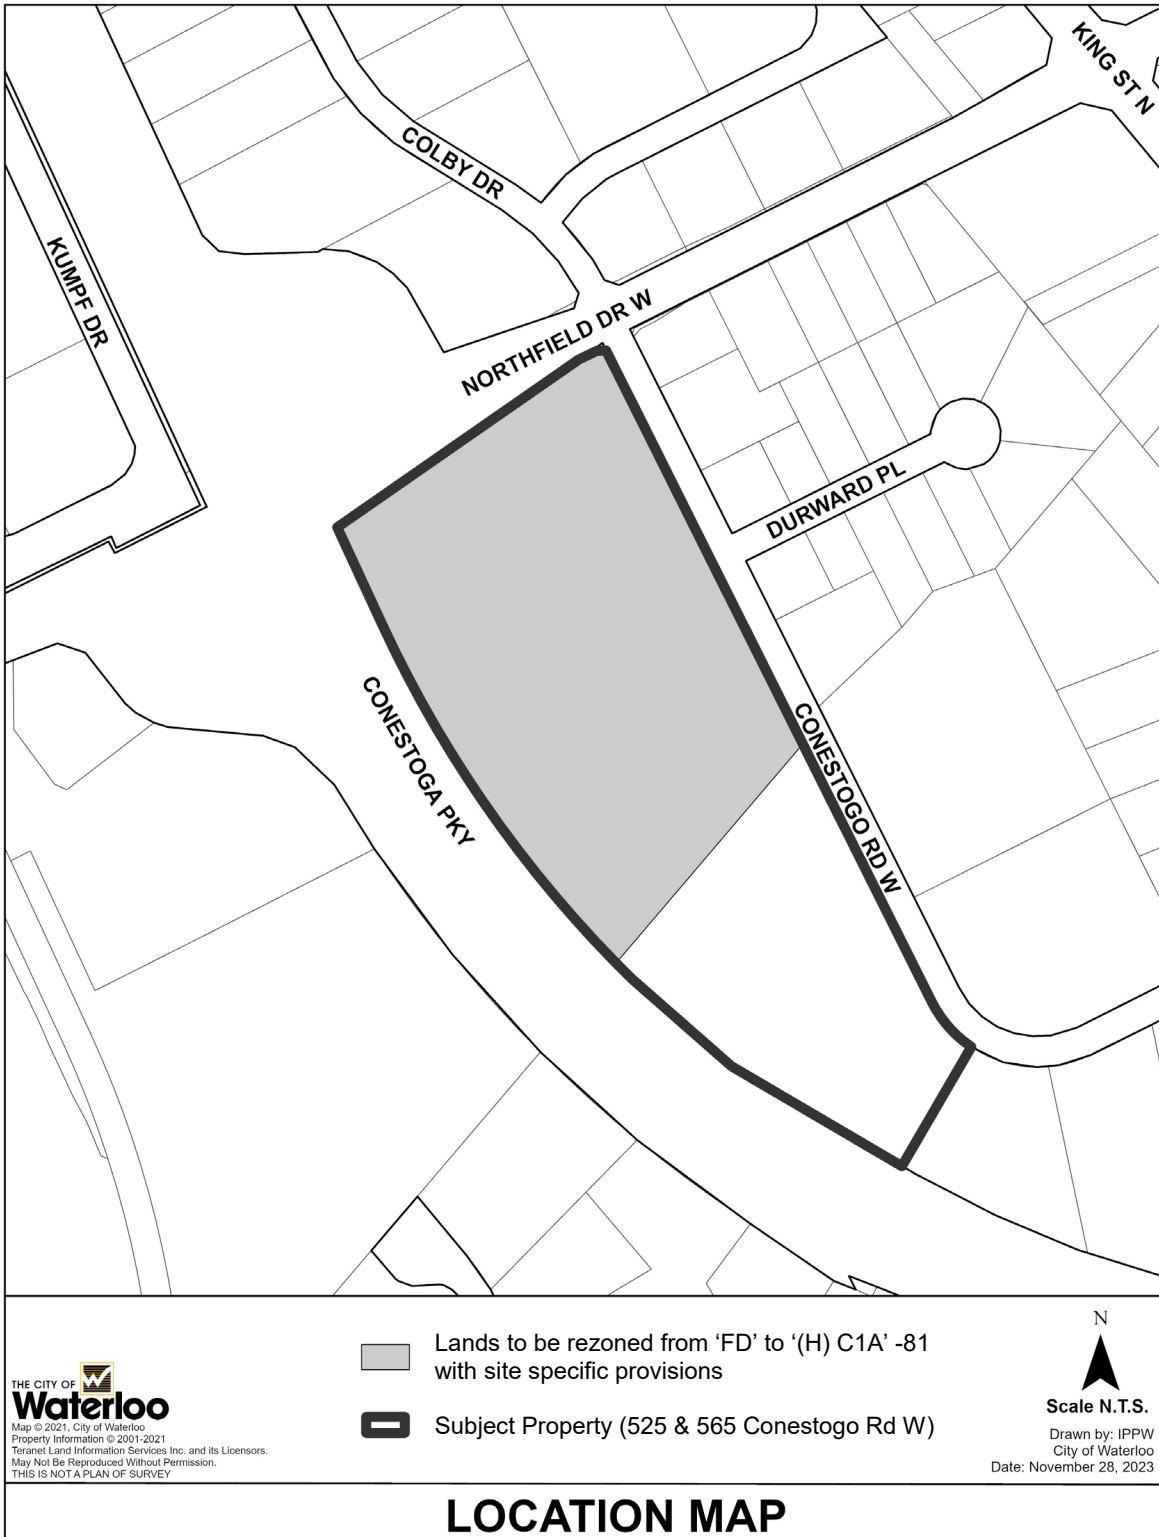 KING ST N
COLBY DR
KUMPF DR
NORTHFIELD DR W
DURWARD PL
CONESTOGA PKY
CONESTOGO RD W
Lands to be rezoned from ‘FD’ to ‘(H) C1A’ -81
with site specific provisions
Subject Property (525 & 565 Conestogo Rd W)
THE CITY OF
Waterloo
Map © 2021, City of Waterloo
Property Information © 2001-2021
Teranet Land Information Services Inc. and its Licensors.
May Not Be Reproduced Without Permission.
THIS IS NOT A PLAN OF SURVEY
N
Scale N.T.S.
Drawn by: IPPW
City of Waterloo
Date: November 28, 2023
LOCATION MAP